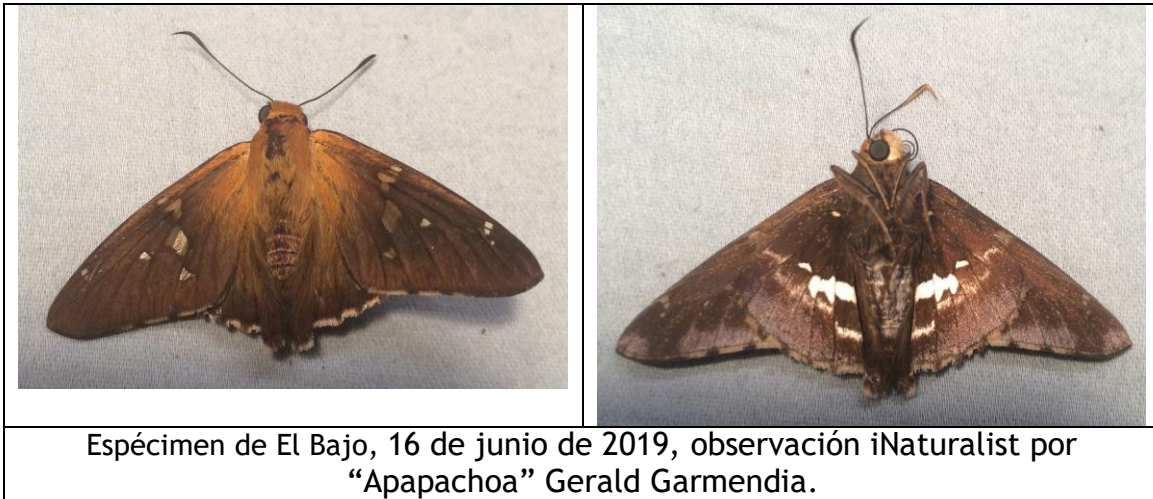 Espécimen de El Bajo, 16 de junio de 2019, observación iNaturalist por
“Apapachoa” Gerald Garmendia.